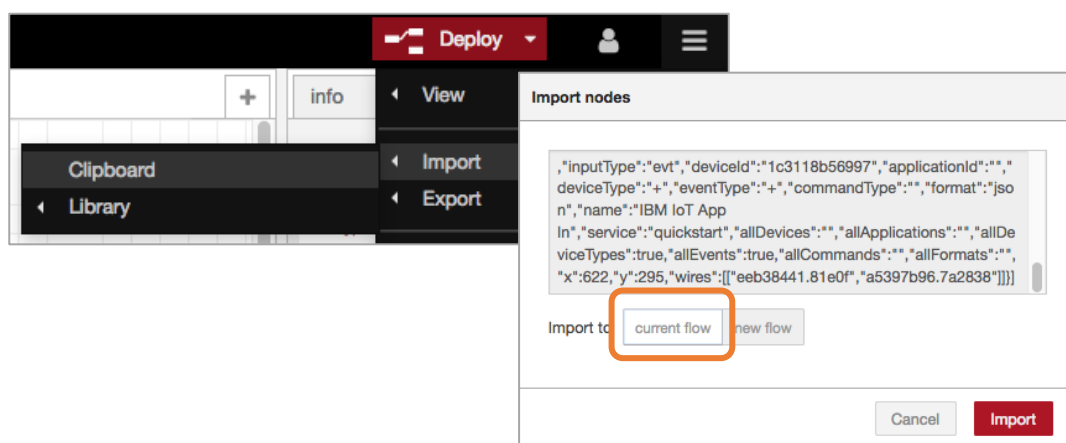 Deploy
info
View
Import nodes
Clipboard
Import
Library
Export
,"inputType":"evt","deviceId":"1c3118b56997","applicationId":"","
deviceType":"+","eventType":"+","commandType":"","format":"jso
n","name":"IBM IoT App
In","service":"quickstart","allDevices":"","allApplications":"","allDe
viceTypes":true,"allEvents":true,"allCommands":"","allFormats":"",
"x":622,"y":295,"wires":[["eeb38441.81e0f","a5397b96.7a2838"]]}]
Import to
current flow
new flow
Cancel
Import